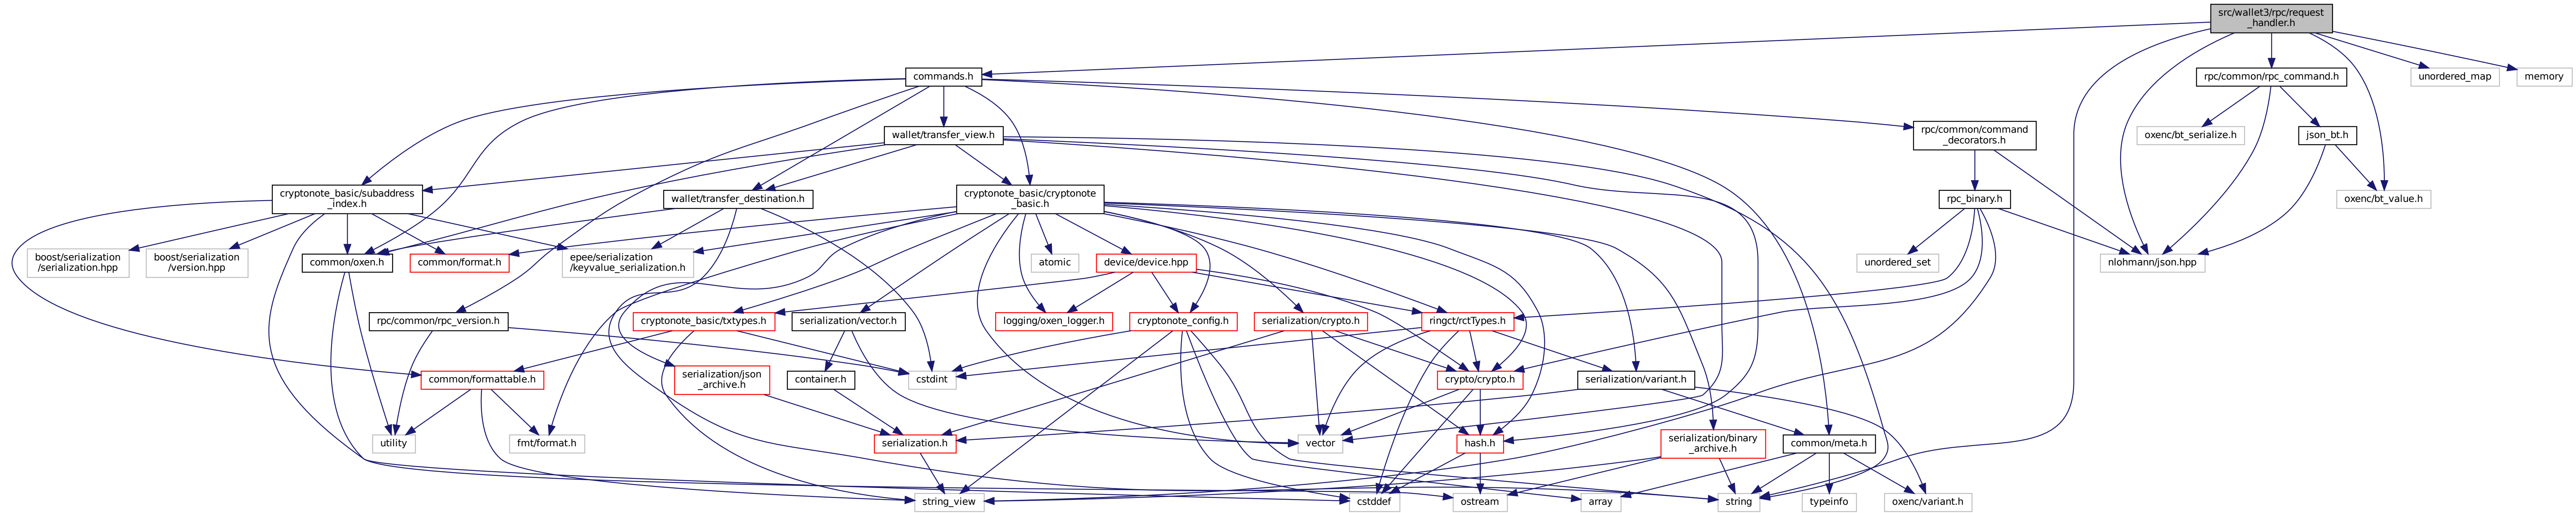 src/wallet3/rpc/request
_handler.h
commands.h
rpc/common/rpc_command.h
unordered_map
memory
wallet/transfer_view.h
rpc/common/command
_decorators.h
oxenc/bt_serialize.h
json_bt.h
cryptonote_basic/subaddress
_index.h
wallet/transfer_destination.h
cryptonote_basic/cryptonote
_basic.h
rpc_binary.h
oxenc/bt_value.h
boost/serialization
/serialization.hpp
boost/serialization
/version.hpp
common/oxen.h
common/format.h
epee/serialization
/keyvalue_serialization.h
atomic
device/device.hpp
unordered_set
nlohmann/json.hpp
rpc/common/rpc_version.h
cryptonote_basic/txtypes.h
serialization/vector.h
logging/oxen_logger.h
cryptonote_config.h
serialization/crypto.h
ringct/rctTypes.h
common/formattable.h
serialization/json
_archive.h
container.h
cstdint
crypto/crypto.h
serialization/variant.h
utility
fmt/format.h
serialization.h
vector
hash.h
serialization/binary
_archive.h
common/meta.h
string_view
cstddef
ostream
array
string
typeinfo
oxenc/variant.h